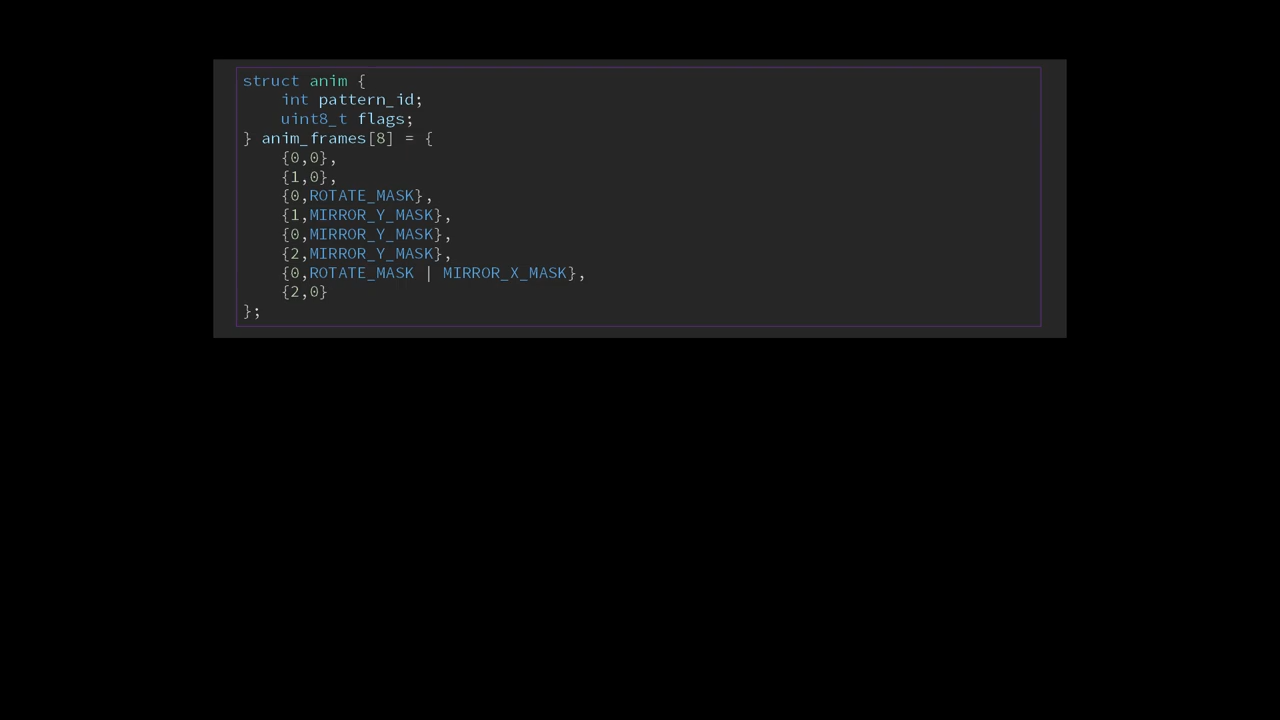 struct anim {
    int pattern_id;
    uint8_t flags;
} anim_frames[8] = {
    {0,0},
    {1,0},
    {0,ROTATE_MASK},
    {1,MIRROR_Y_MASK},
    {0,MIRROR_Y_MASK},
    {2,MIRROR_Y_MASK},
    {0,ROTATE_MASK | MIRROR_X_MASK},
    {2,0}
};